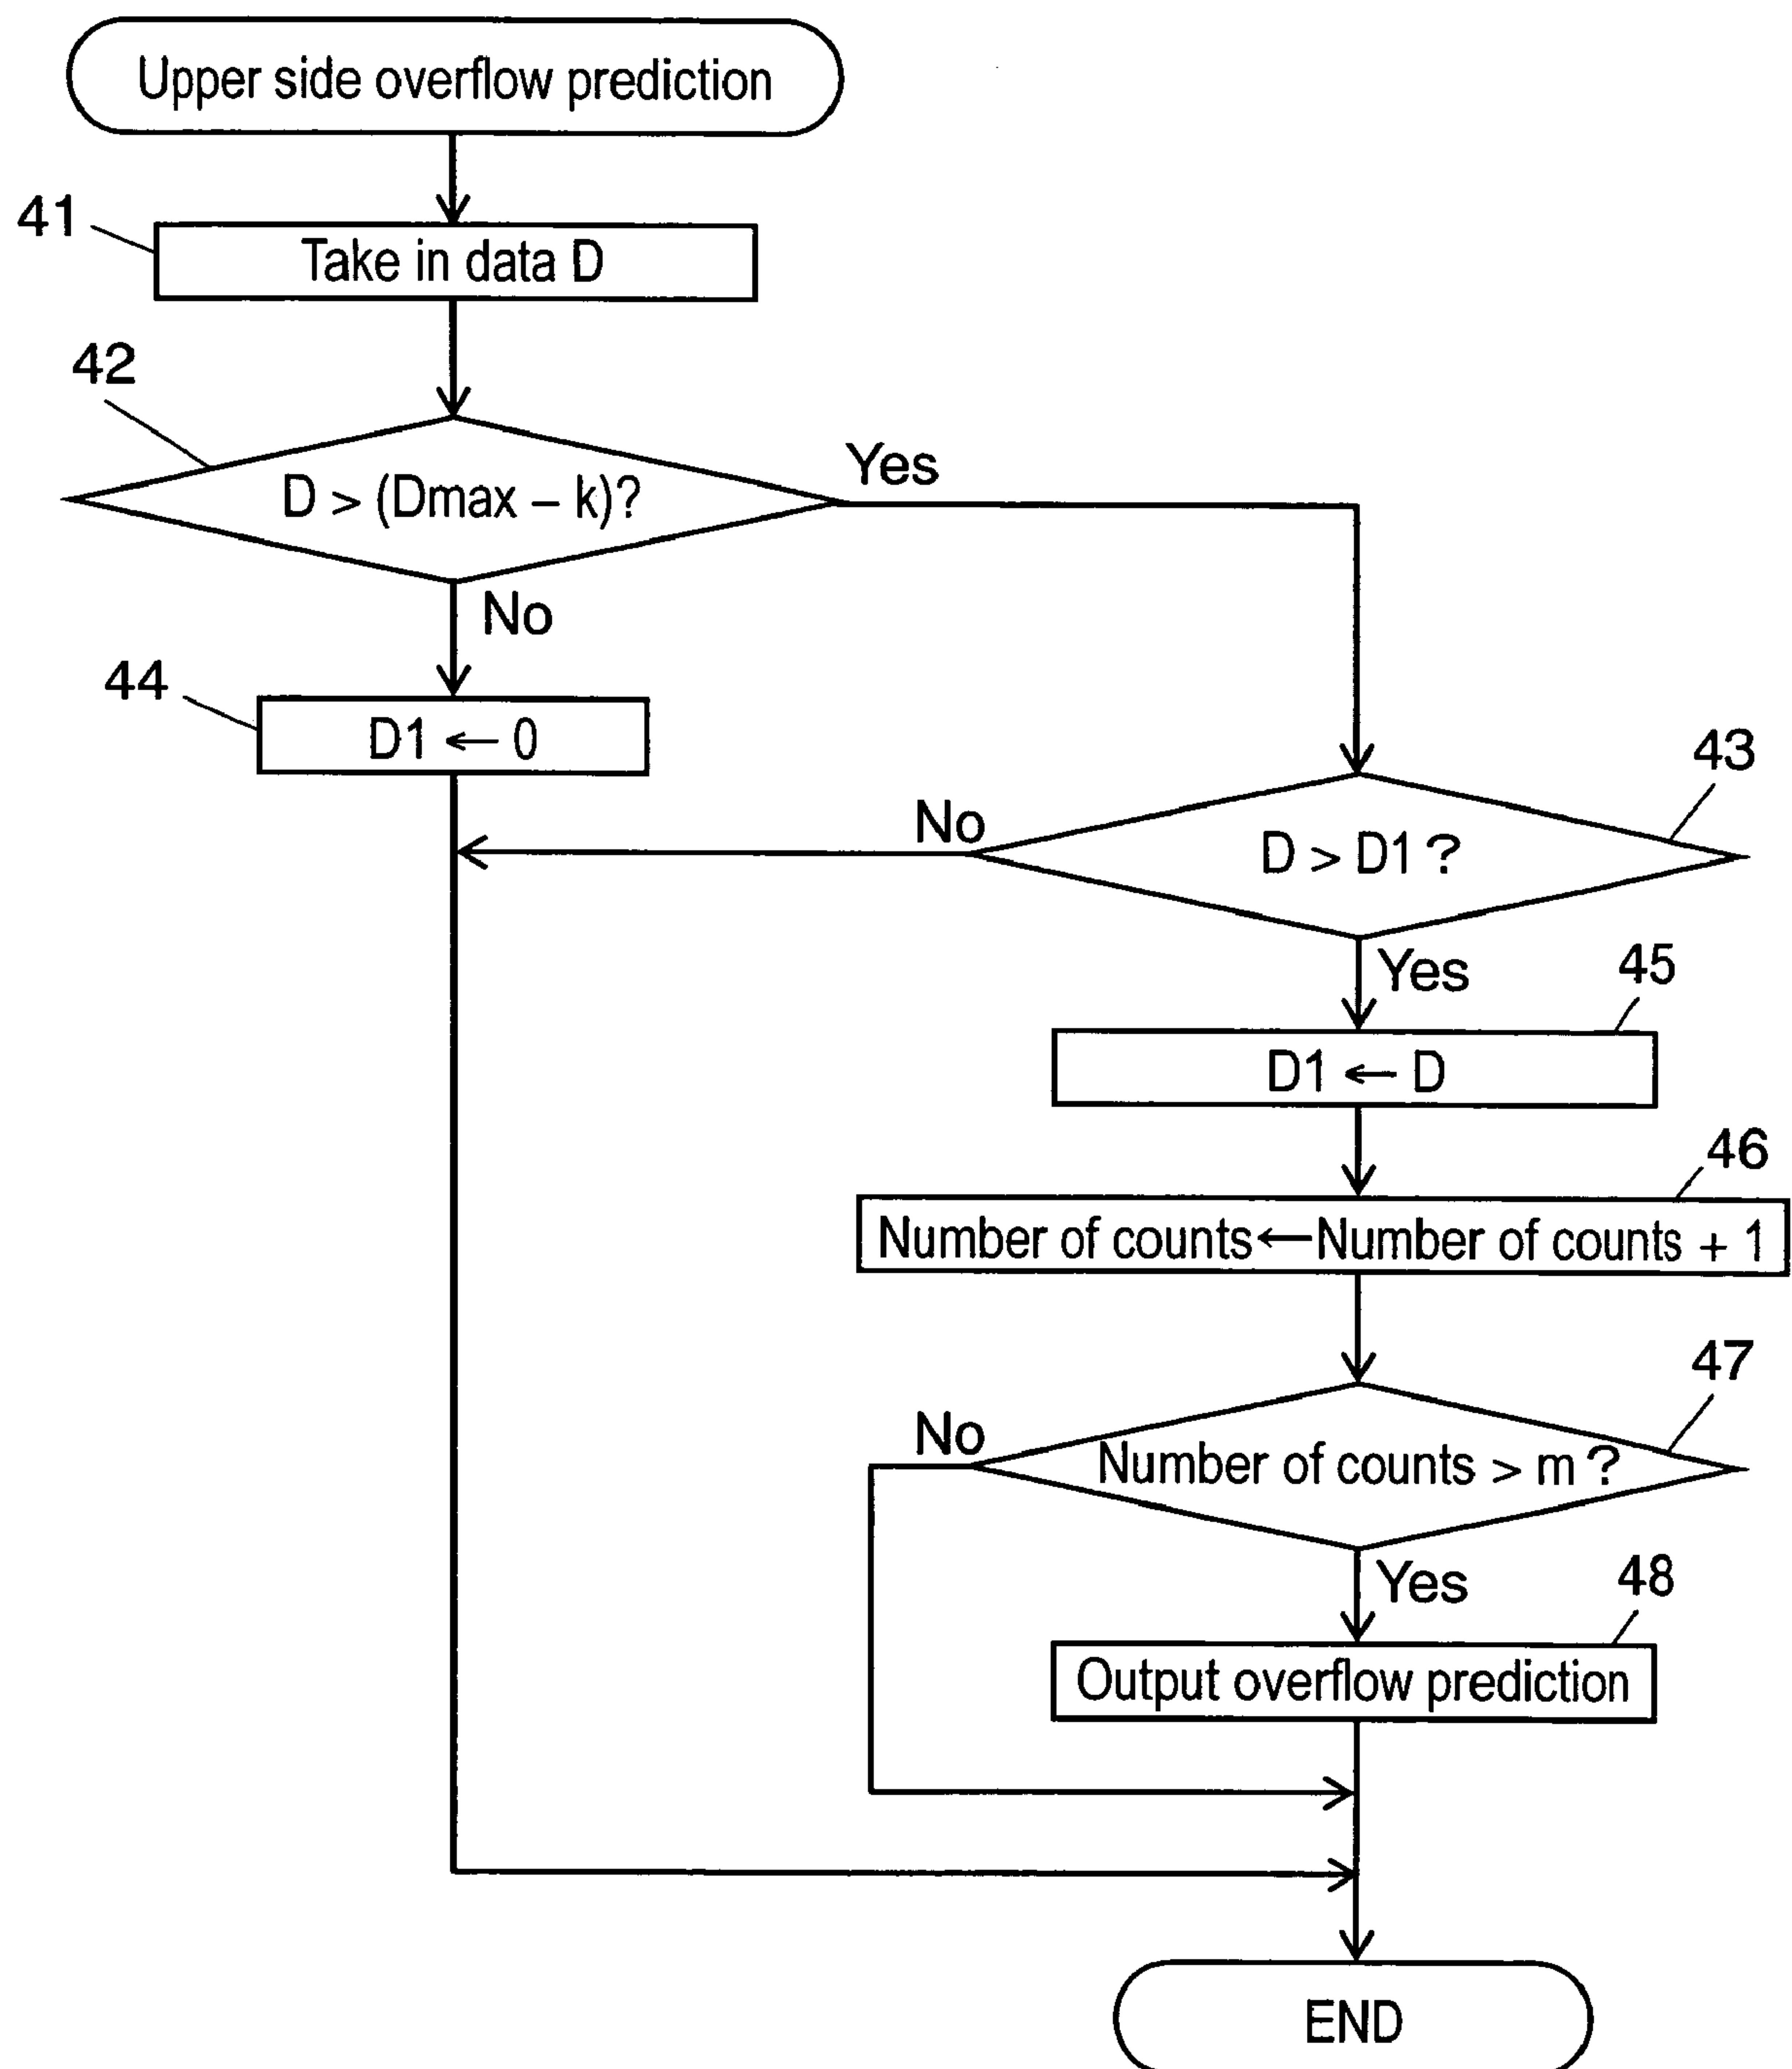 Upper side overflow prediction
41
Take in data D
42
D > (Dmax – k)?
Yes
No
44
D1 ← 0
43
No
D > D1 ?
Yes
45
D1 ← D
46
Number of counts←Number of counts + 1
47
No
Number of counts > m ?
Yes
48
Output overflow prediction
END